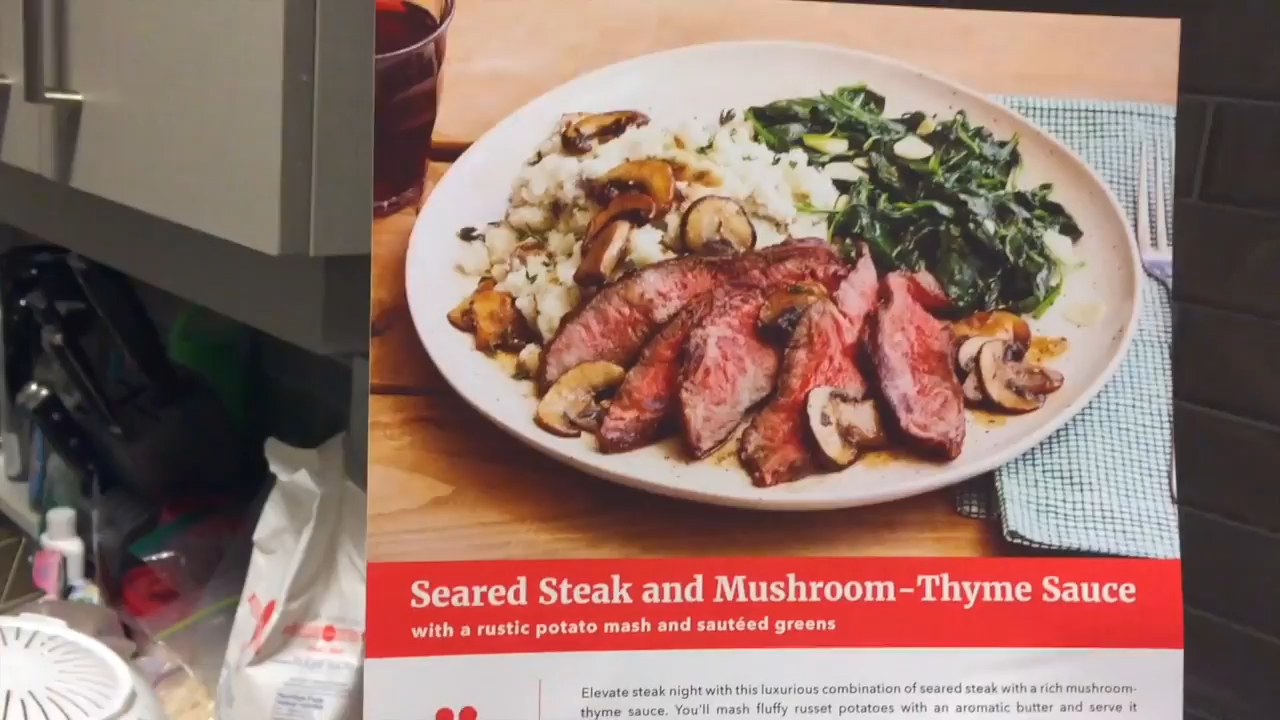 Seared Steak and Mushroom-Thyme Sauce
with a rustic potato mash and sautéed greens
Elevate steak night with this luxurious combination of seared steak with a rich mushroom-
thyme sauce. You'll mash fluffy russet potatoes with an aromatic butter and serve it